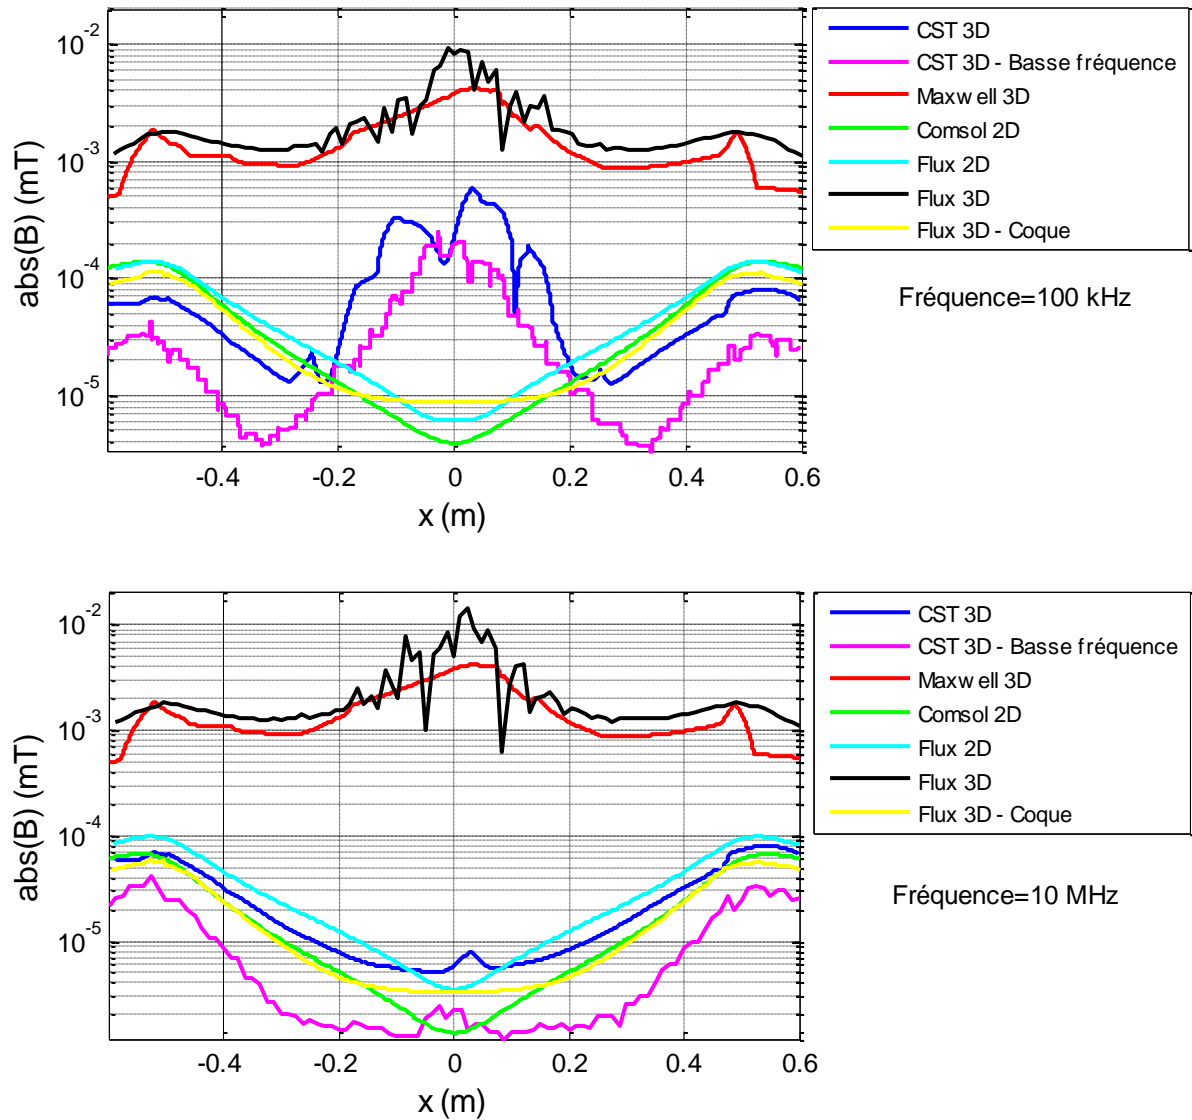 10^-2
10^-3
10^-4
10^-5
abs(B) (mT)
-0.4
-0.2
0
0.2
0.4
0.6
x (m)
CST 3D
CST 3D - Basse fréquence
Maxwell 3D
Comsol 2D
Flux 2D
Flux 3D
Flux 3D - Coque
Fréquence=100 kHz
10^-2
10^-3
10^-4
10^-5
abs(B) (mT)
-0.4
-0.2
0
0.2
0.4
0.6
x (m)
CST 3D
CST 3D - Basse fréquence
Maxwell 3D
Comsol 2D
Flux 2D
Flux 3D
Flux 3D - Coque
Fréquence=10 MHz